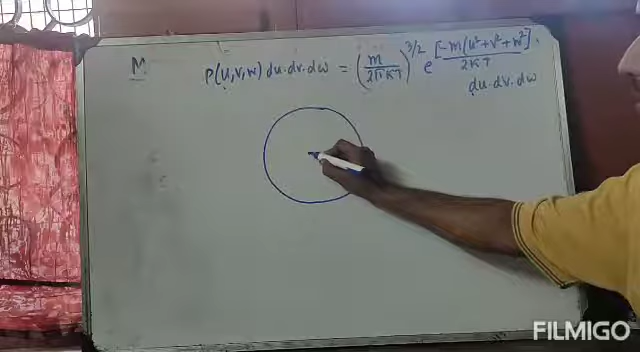 M
P(u,v,w) du.dv.dw = (m/2πKT)^3/2 e^[-m(u²+v²+w²)/2KT].
du.dv.dw
FILMIGO